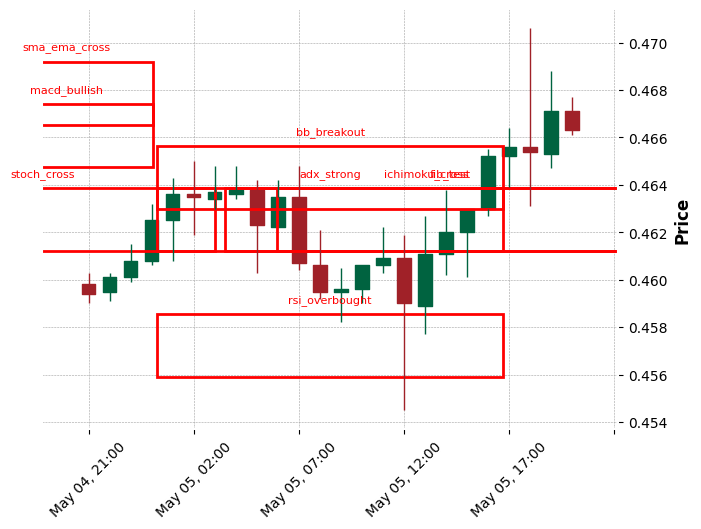 sma_ema_cross
macd_bullish
bb_breakout
stoch_cross
adx_strong
rsi_overbought
0.470
0.468
0.466
0.464
0.462
0.460
0.458
0.456
0.454
Price
May 04, 21:00
May 05, 02:00
May 05, 07:00
May 05, 12:00
May 05, 17:00